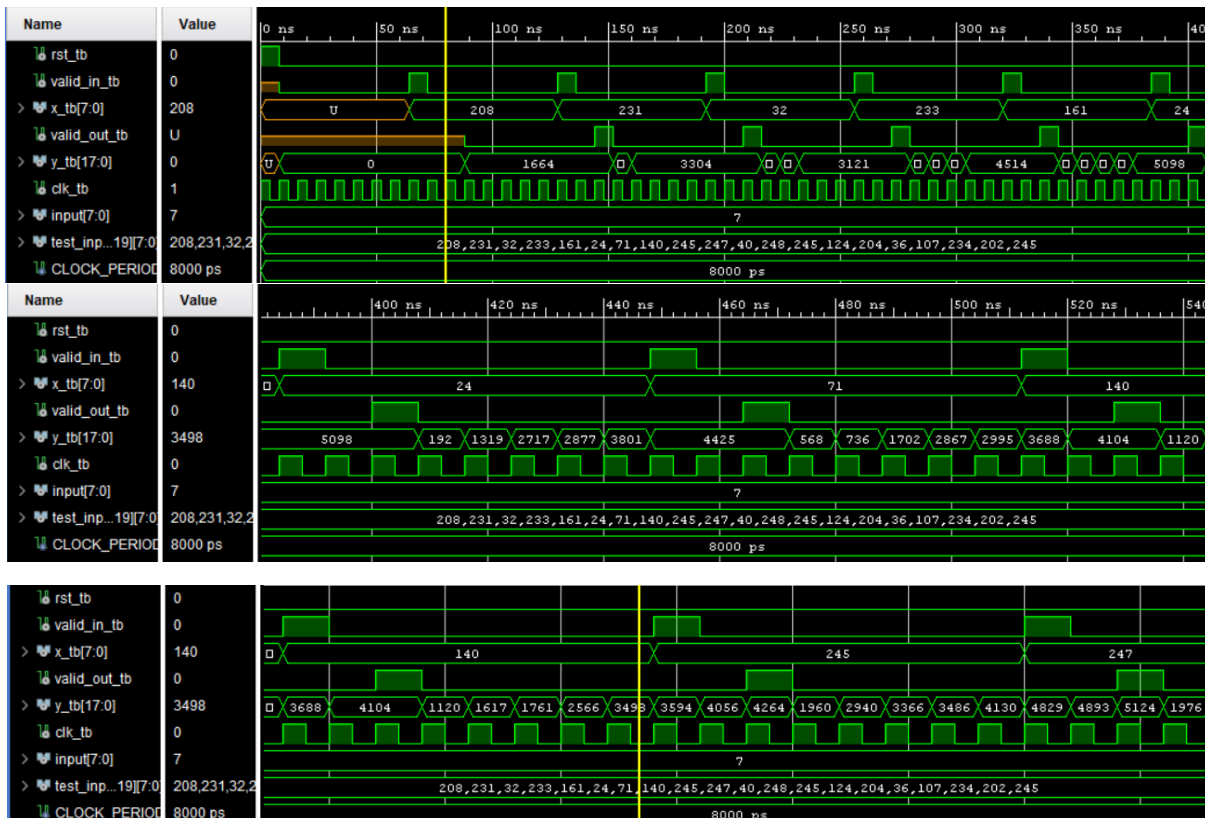 Name Value 0 ns 50 ns 100 ns 150 ns 200 ns 250 ns 300 ns 350 ns 40
rst_tb 0
valid_in_tb 0
x_tb[7:0] 208 U 208 231 32 233 161 24
valid_out_tb U
y_tb[17:0] 0 U 0 1664 3304 3121 4514 5098
clk_tb 1
input[7:0] 7 7
test_inp...19][7:0] 208,231,32,2 208,231,32,233,161,24,71,140,245,247,40,248,245,124,204,36,107,234,202,245
CLOCK_PERIOD 8000 ps 8000 ps
Name Value 400 ns 420 ns 440 ns 460 ns 480 ns 500 ns 520 ns 540
rst_tb 0
valid_in_tb 0
x_tb[7:0] 140 24 71 140
valid_out_tb 0
y_tb[17:0] 3498 5098 192 1319 2717 2877 3801 4425 568 736 1702 2867 2995 3688 4104 1120
clk_tb 0
input[7:0] 7 7
test_inp...19][7:0] 208,231,32,2 208,231,32,233,161,24,71,140,245,247,40,248,245,124,204,36,107,234,202,245
CLOCK_PERIOD 8000 ps 8000 ps
rst_tb 0
valid_in_tb 0
x_tb[7:0] 140 140 245 247
valid_out_tb 0
y_tb[17:0] 3498 3688 4104 1120 1617 1761 2566 3498 3594 4056 4264 1960 2940 3366 3486 4130 4829 4893 5124 1976
clk_tb 0
input[7:0] 7 7
test_inp...19][7:0] 208,231,32,2 208,231,32,233,161,24,71,140,245,247,40,248,245,124,204,36,107,234,202,245
CLOCK_PERIOD 8000 ps 8000 ps